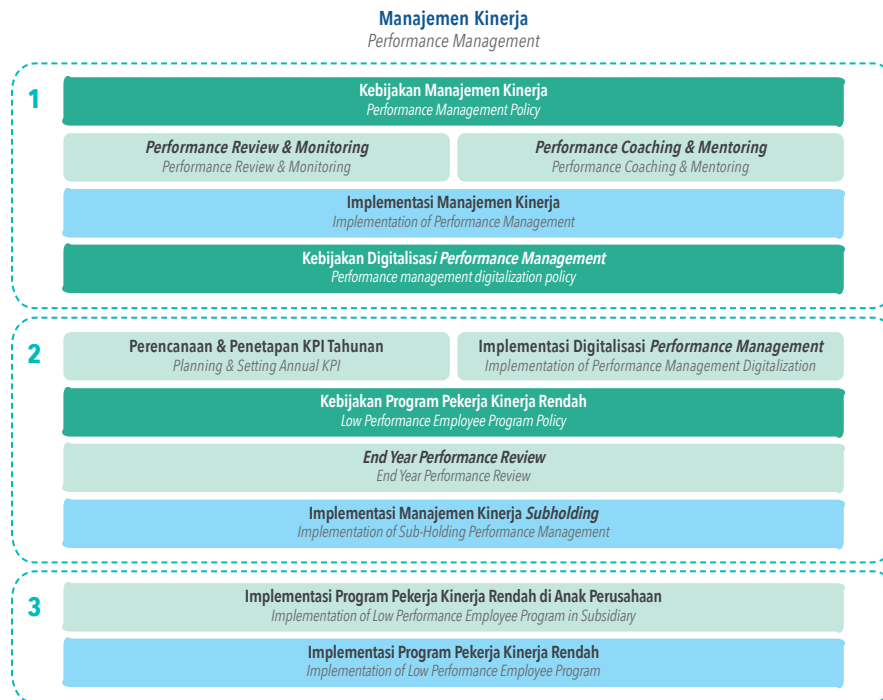 Manajemen Kinerja
Performance Management
1
Kebijakan Manajemen Kinerja
Performance Management Policy
Performance Review & Monitoring
Performance Review & Monitoring
Performance Coaching & Mentoring
Performance Coaching & Mentoring
Implementasi Manajemen Kinerja
Implementation of Performance Management
Kebijakan Digitalisasi Performance Management
Performance management digitalization policy
2
Perencanaan & Penetapan KPI Tahunan
Planning & Setting Annual KPI
Implementasi Digitalisasi Performance Management
Implementation of Performance Management Digitalization
Kebijakan Program Pekerja Kinerja Rendah
Low Performance Employee Program Policy
End Year Performance Review
End Year Performance Review
Implementasi Manajemen Kinerja Subholding
Implementation of Sub-Holding Performance Management
3
Implementasi Program Pekerja Kinerja Rendah di Anak Perusahaan
Implementation of Low Performance Employee Program in Subsidiary
Implementasi Program Pekerja Kinerja Rendah
Implementation of Low Performance Employee Program